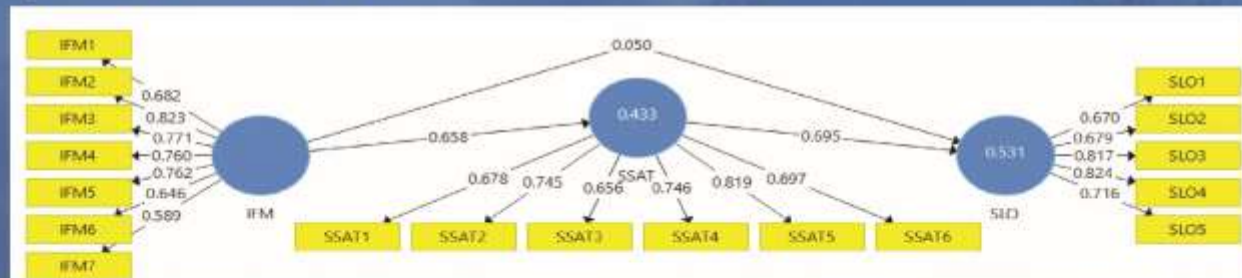 IFM1
IFM2
IFM3
IFM4
IFM5
IFM6
IFM7
0.682
0.823
0.771
0.760
0.762
0.646
0.589
IFM
0.050
0.658
0.433
SSAT
0.695
0.678
0.745
0.656
0.746
0.819
0.697
SSAT1
SSAT2
SSAT3
SSAT4
SSAT5
SSAT6
0.531
SLO
0.670
0.679
0.817
0.824
0.716
SLO1
SLO2
SLO3
SLO4
SLO5